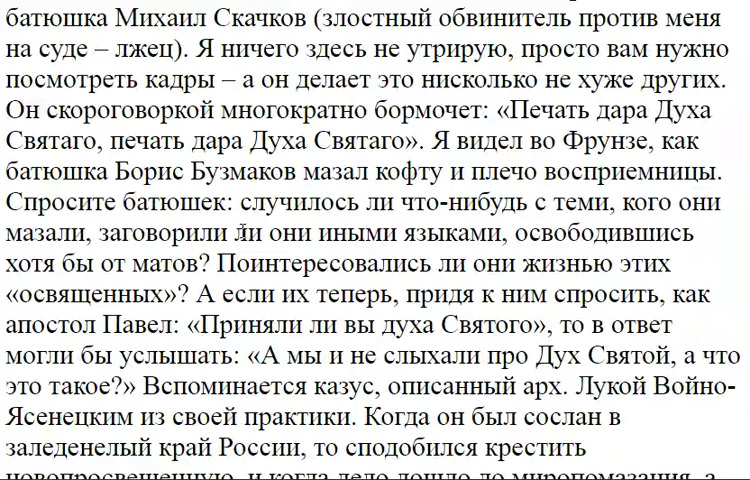 батюшка Михаил Скачков (злостный обвинитель против меня
на суде – лжец). Я ничего здесь не утрирую, просто вам нужно
посмотреть кадры – а он делает это нисколько не хуже других.
Он скороговоркой многократно бормочет: «Печать дара Духа
Святаго, печать дара Духа Святаго». Я видел во Фрунзе, как
батюшка Борис Бузмаков мазал кофту и плечо восприемницы.
Спросите батюшек: случилось ли что-нибудь с теми, кого они
мазали, заговорили ли они иными языками, освободившись
хотя бы от матов? Поинтересовались ли они жизнью этих
«освященных»? А если их теперь, придя к ним спросить, как
апостол Павел: «Приняли ли вы духа Святого», то в ответ
могли бы услышать: «А мы и не слыхали про Дух Святой, а что
это такое?» Вспоминается казус, описанный арх. Лукой Войно-
Ясенецким из своей практики. Когда он был сослан в
заледенелый край России, то сподобился крестить
новопросвещенную, и когда дело дошло до миропомазания, а